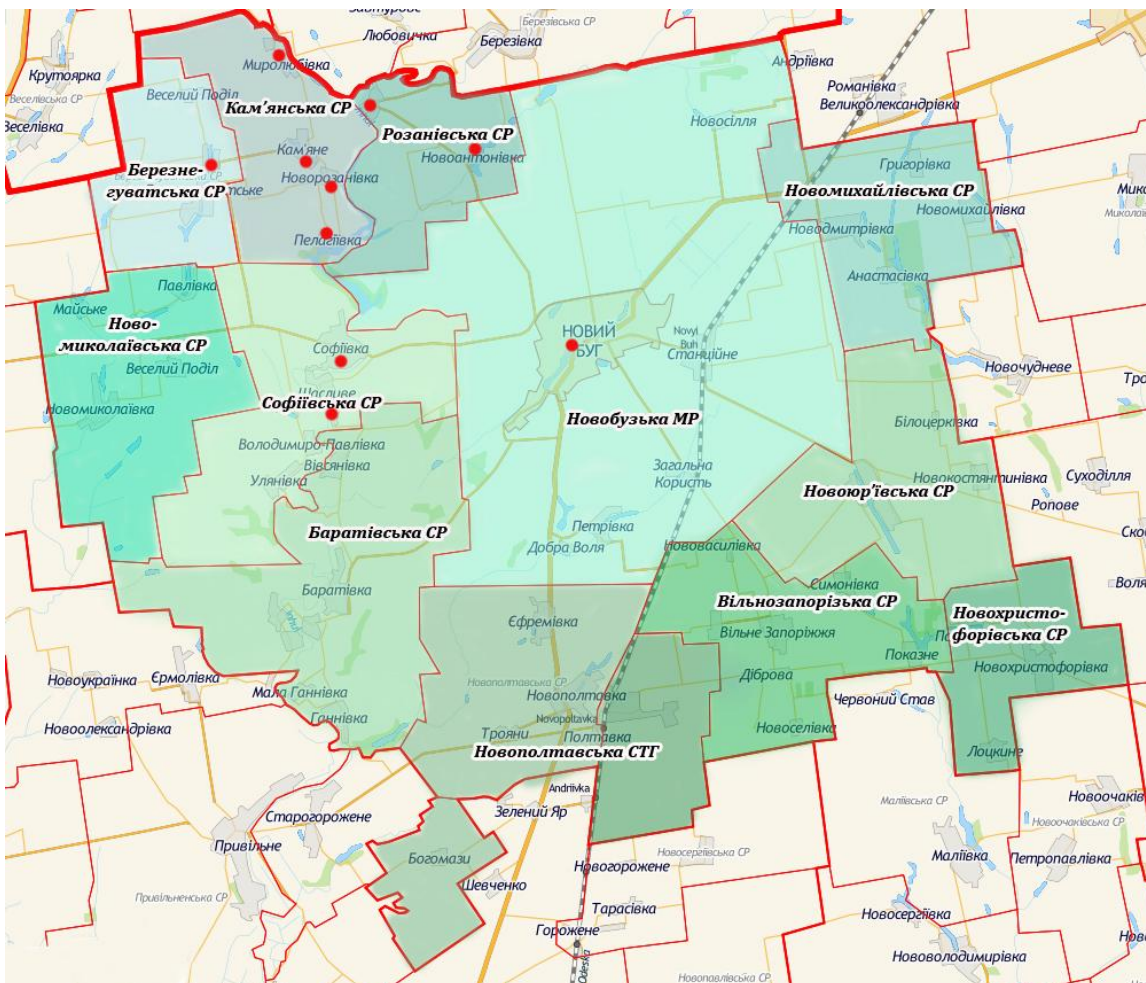 Любовичка
Березівська СР
Березівка
Крутоярка
Миролюбівка
Андріївка
Романівка
Великоолександрівка
Веселівська СР
Веселий Поділ
Кам'янська СР
Новосілля
Веселівка
Розанівська СР
Кам'яне
Новоантонівка
Григорівка
Березне-
гуватська СР
Новорозанівка
Новомихайлівська СР
Новомихайлівка
Пелагіївка
Новодмитрівка
Павлівка
Анастасівка
Майське
Ново-
миколаївська СР
НОВИЙ
БУГ
Novyi
Buh
Станційне
Софіївка
Веселий Поділ
Новочудневе
Щасливе
Новомиколаївка
Софіївська СР
Новобузька МР
Білоцерківка
Володимиро-Павлівка
Вівсянівка
Улянівка
Загальна
Користь
Новоюр'ївська СР
Новокостянтинівка
Суходілля
Ропове
Баратівська СР
Петрівка
Добра Воля
Нововасилівка
Симонівка
Баратівка
Вільнозапорізька СР
Новохристо-
форівська СР
Єфремівка
Вільне Запоріжжя
Показне
Новохристофорівка
Новоукраїнка
Єрмолівка
Мала Ганнівка
Новополтавська СР
Новополтавка
Діброва
Червоний Став
Новоолександрівка
Ганнівка
Novopoltavka
Трояни
Полтавка
Новоселівка
Новополтавська СТГ
Лоцкине
Andriivka
Старогорожене
Зелений Яр
Маліївська СР
Новоочаків
Новоочаківська СР
Привільне
Богомази
Новогорожене
Новосергіївська СР
Маліївка
Петропавлівка
Привільненська СР
Шевченко
Тарасівка
Новосергіївка
Горожене
Нововолодимирівка
Odeska
Новопавлівська СР